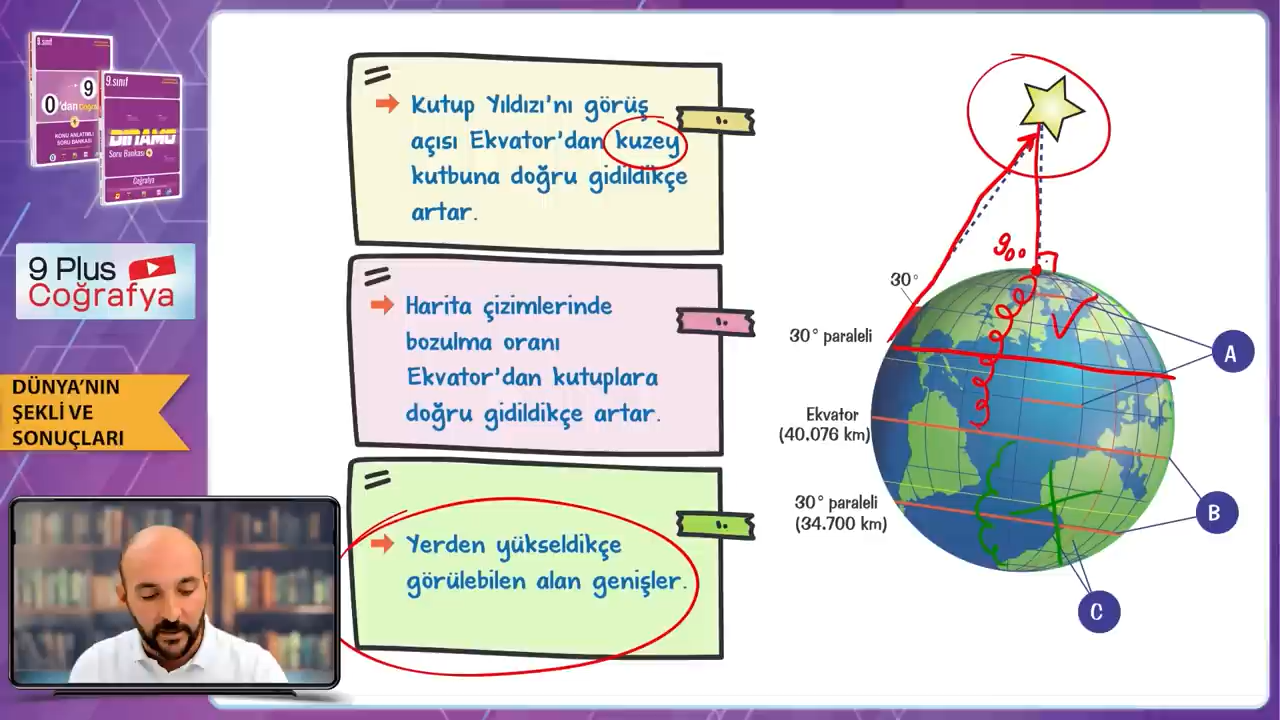 9.sınıf
0'dan 9
KONU ANLATIMLI
SORU BANKASI
9.sınıf
DİNAMO
Soru Bankası
Coğrafya
9 Plus
Coğrafya
DÜNYA'NIN
ŞEKLİ VE
SONUÇLARI
Kutup Yıldızı'nı görüş
açısı Ekvator'dan kuzey
kutbuna doğru gidildikçe
artar.
Harita çizimlerinde
bozulma oranı
Ekvator'dan kutuplara
doğru gidildikçe artar.
Yerden yükseldikçe
görülebilen alan genişler.
90°
30°
30° paraleli
Ekvator
(40.076 km)
30° paraleli
(34.700 km)
A
B
C